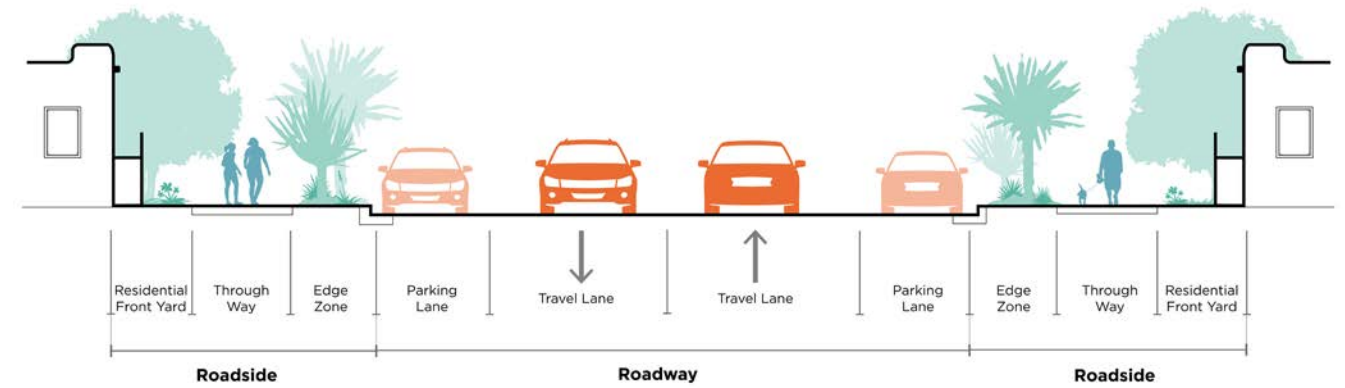 Residential
Front Yard
Through
Way
Edge
Zone
Parking
Lane
Travel Lane
Travel Lane
Parking
Lane
Edge
Zone
Through
Way
Residential
Front Yard
Roadside
Roadway
Roadside